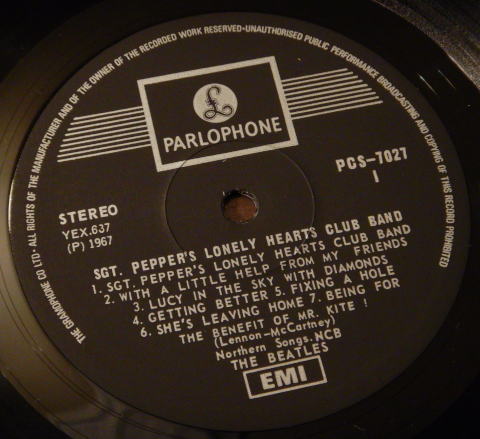 THE GRAMOPHONE CO LTD • ALL RIGHTS OF THE MANUFACTURER AND OF THE OWNER OF THE RECORDED WORK RESERVED - UNAUTHORISED PUBLIC PERFORMANCE BROADCASTING AND COPYING OF THIS RECORD PROHIBITED
£
PARLOPHONE
PCS-7027
1
STEREO
YEX.637
(P) 1967
SGT. PEPPER'S LONELY HEARTS CLUB BAND
1. SGT. PEPPER'S LONELY HEARTS CLUB BAND
2. WITH A LITTLE HELP FROM MY FRIENDS
3. LUCY IN THE SKY WITH DIAMONDS
4. GETTING BETTER 5. FIXING A HOLE
6. SHE'S LEAVING HOME 7. BEING FOR
THE BENEFIT OF MR. KITE !
(Lennon-McCartney)
Northern Songs. NCB
THE BEATLES
EMI